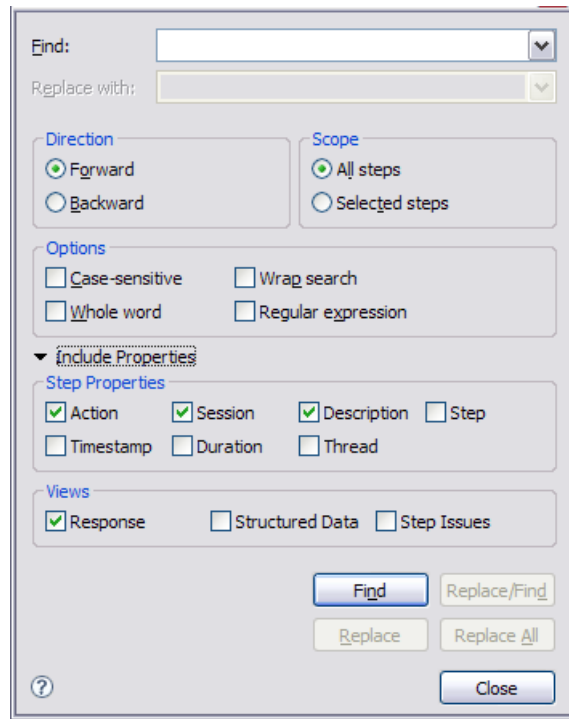 Find:
Replace with:
Direction
Forward
Backward
Scope
All steps
Selected steps
Options
Case-sensitive
Wrap search
Whole word
Regular expression
Include Properties
Step Properties
Action
Session
Description
Step
Timestamp
Duration
Thread
Views
Response
Structured Data
Step Issues
Find
Replace/Find
Replace
Replace All
?
Close